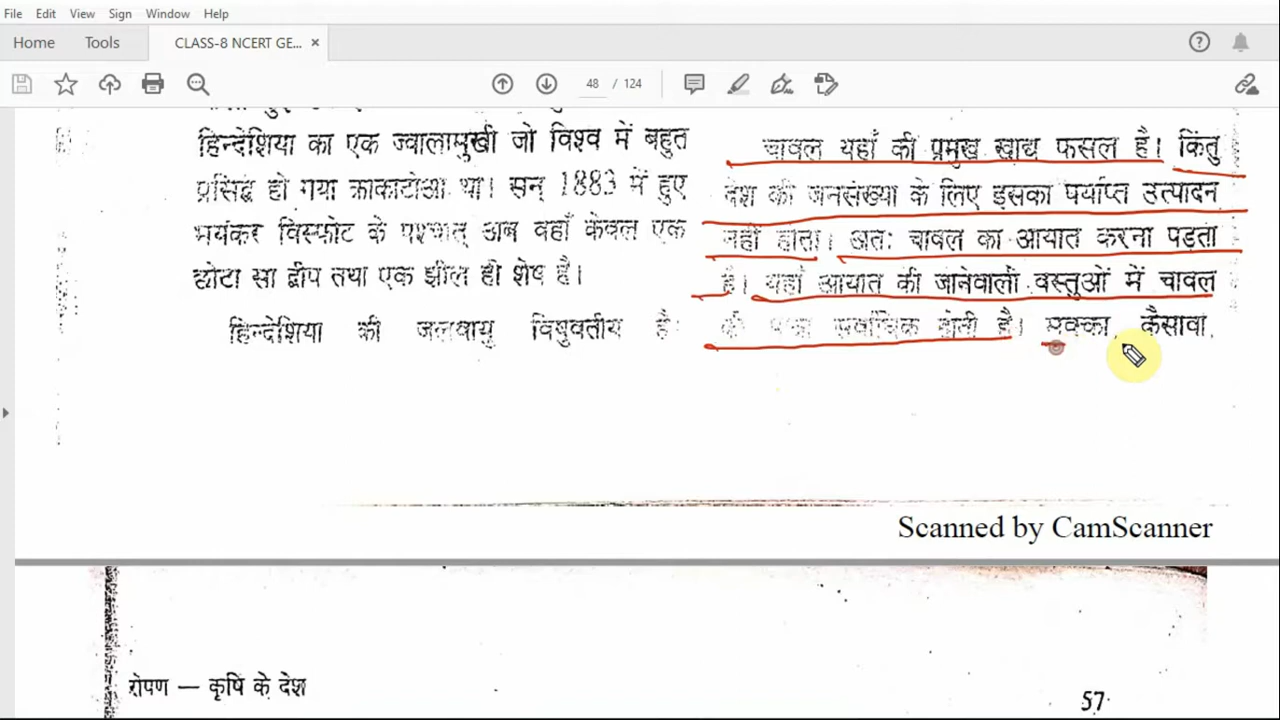 File Edit View Sign Window Help
Home Tools CLASS-8 NCERT GE... ×
48 / 124
हिन्देशिया का एक ज्वालामुखी जो विश्व में बहुत
प्रसिद्ध हो गया क्राकाटोआ था। सन् 1883 में हुए
भयंकर विस्फोट के पश्चात् अब वहाँ केवल एक
छोटा सा द्वीप तथा एक झील ही शेष है।
हिन्देशिया की जलवायु विषुवतीय है।
चावल यहाँ की प्रमुख खाद्य फसल है। किंतु
देश की जनसंख्या के लिए इसका पर्याप्त उत्पादन
नहीं होता। अतः चावल का आयात करना पड़ता
है। यहाँ आयात की जानेवाली वस्तुओं में चावल
की मात्रा सर्वाधिक होती है। मक्का, कैसावा,
Scanned by CamScanner
रोपण — कृषि के देश
57